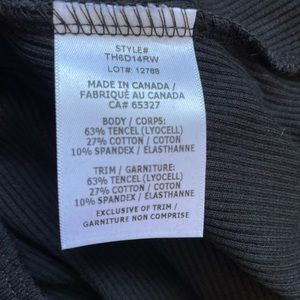 STYLE#
TH6D14RW
LOT#: 12788
MADE IN CANADA /
FABRIQUÉ AU CANADA
CA# 65327
BODY / CORPS:
63% TENCEL (LYOCELL)
27% COTTON / COTON
10% SPANDEX / ELASTHANNE
TRIM / GARNITURE:
63% TENCEL (LYOCELL)
27% COTTON / COTON
10% SPANDEX / ELASTHANNE
EXCLUSIVE OF TRIM /
GARNITURE NON COMPRISE